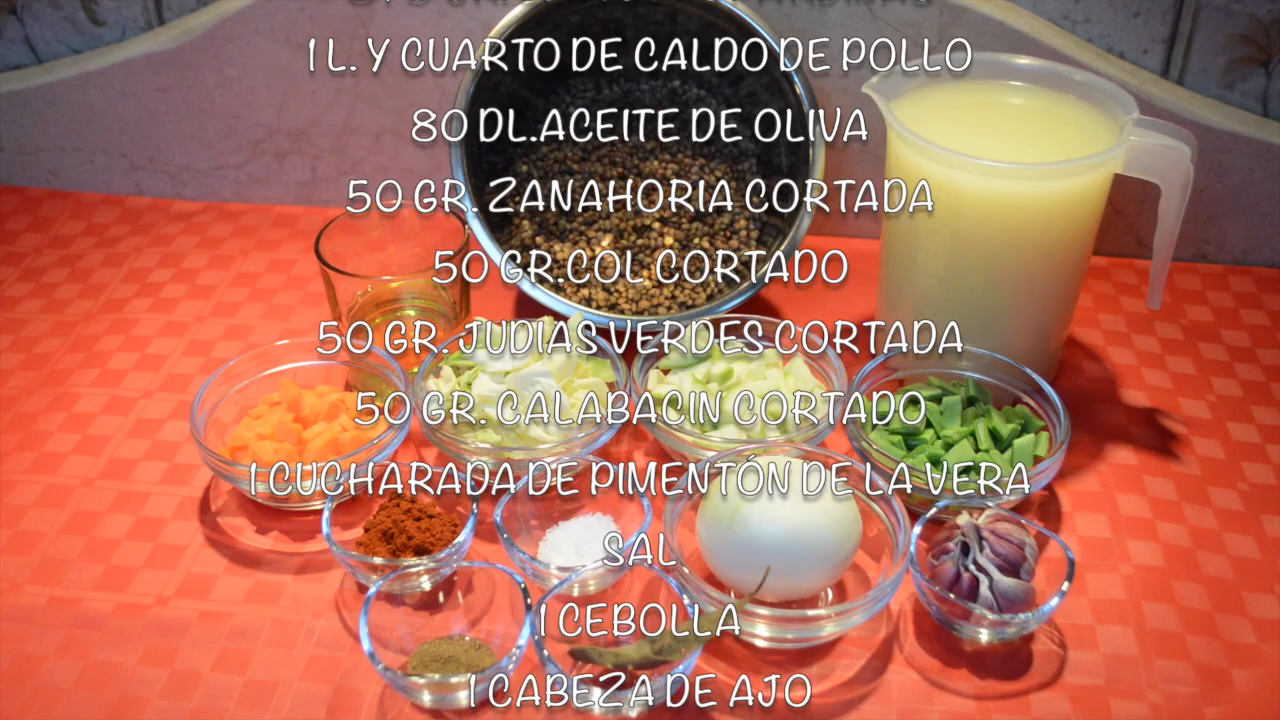 1 L. Y CUARTO DE CALDO DE POLLO
80 DL.ACEITE DE OLIVA
50 GR. ZANAHORIA CORTADA
50 GR.COL CORTADO
50 GR. JUDIAS VERDES CORTADA
50 GR. CALABACIN CORTADO
1 CUCHARADA DE PIMENTÓN DE LA VERA
SAL
1 CEBOLLA
1 CABEZA DE AJO